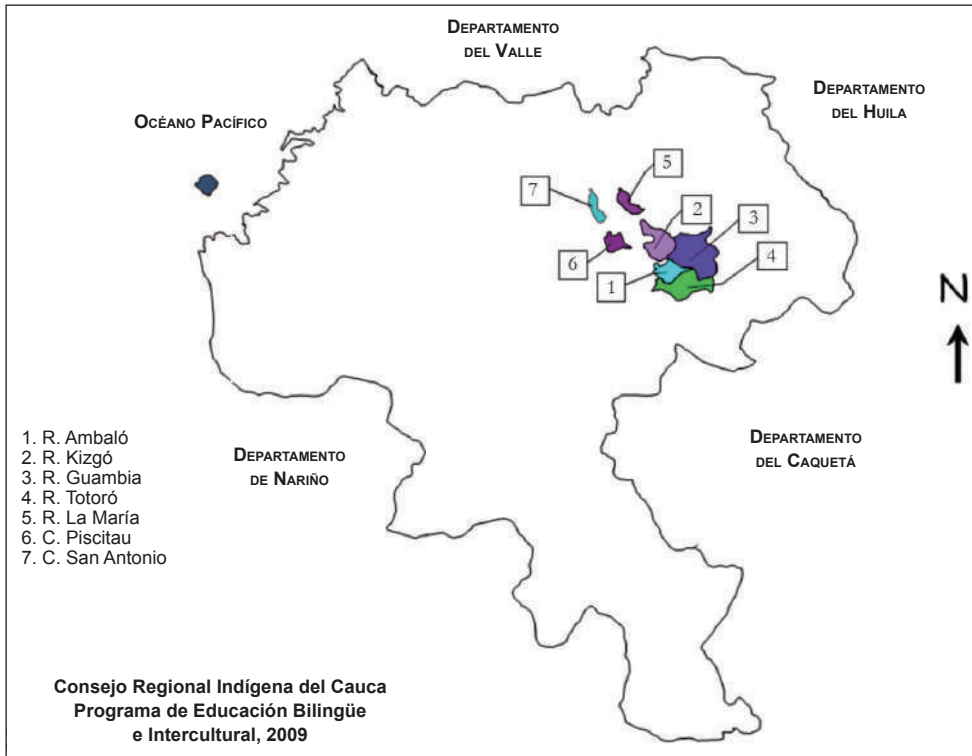 DEPARTAMENTO
DEL VALLE
DEPARTAMENTO
DEL HUILA
OCÉANO PACÍFICO
5
7
2
3
6
4
1
N
1. R. Ambaló
2. R. Kizgó
3. R. Guambia
4. R. Totoró
5. R. La María
6. C. Piscitau
7. C. San Antonio
DEPARTAMENTO
DE NARIÑO
DEPARTAMENTO
DEL CAQUETÁ
Consejo Regional Indígena del Cauca
Programa de Educación Bilingüe
e Intercultural, 2009